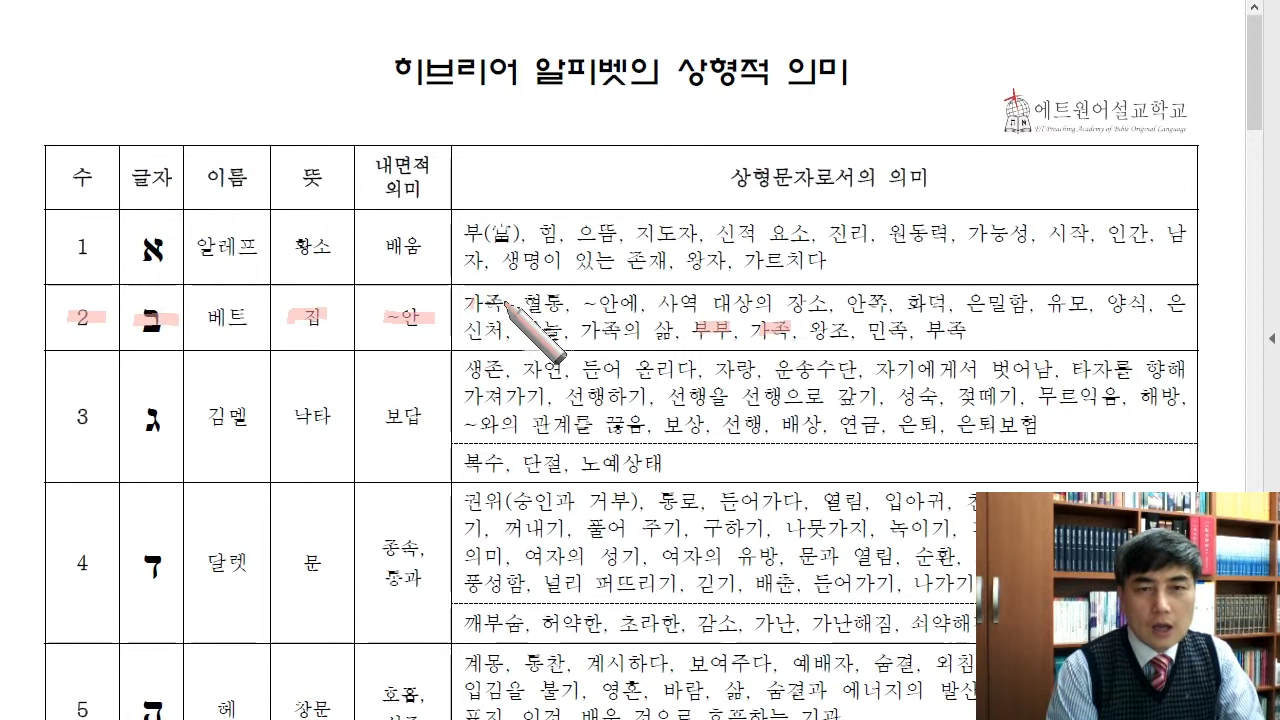 히브리어 알파벳의 상형적 의미
에트원어설교학교
ET Preaching Academy of Bible Original Language
수 글자 이름 뜻 내면적 의미 상형문자로서의 의미
1 א 알레프 황소 배움 부(富), 힘, 으뜸, 지도자, 신적 요소, 진리, 원동력, 가능성, 시작, 인간, 남
자, 생명이 있는 존재, 왕자, 가르치다
2 ב 베트 집 ~안 가족, 혈통, ~안에, 사역 대상의 장소, 안쪽, 화덕, 은밀함, 유모, 양식, 은
신처, 가족의 삶, 부부, 가족, 왕조, 민족, 부족
3 ג 김멜 낙타 보답 생존, 자연, 들어 올리다, 자랑, 운송수단, 자기에게서 벗어남, 타자를 향해
가져가기, 선행하기, 선행을 선행으로 갚기, 성숙, 젖떼기, 무르익음, 해방,
~와의 관계를 끊음, 보상, 선행, 배상, 연금, 은퇴, 은퇴보험
복수, 단절, 노예상태
4 ד 달렛 문 종속, 통과 권위(승인과 거부), 통로, 들어가다, 열림, 입아귀,
기, 꺼내기, 풀어 주기, 구하기, 나뭇가지, 녹이기,
의미 여자의 성기, 여자의 유방, 문과 열림, 순환,
풍성함, 널리 퍼뜨리기, 긷기, 배출, 들어가기, 나가기
깨부숨, 허약한, 초라한, 감소, 가난, 가난해짐, 쇠약해
5 ה 헤 창문 호흡, 계몽, 통찰, 계시하다, 보여주다, 예배자, 숨결, 외침
입김을 불기, 영혼, 바람, 삶, 숨결과 에너지의 발산